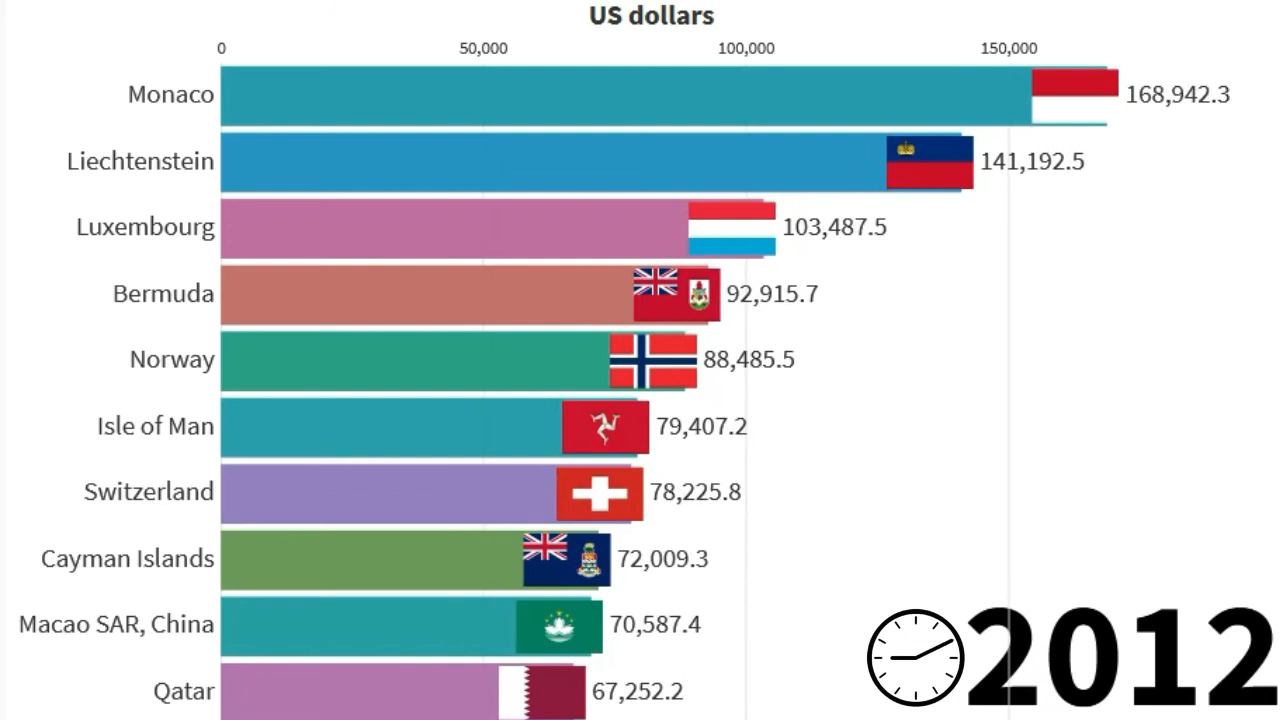 US dollars
0 50,000 100,000 150,000
Monaco 168,942.3
Liechtenstein 141,192.5
Luxembourg 103,487.5
Bermuda 92,915.7
Norway 88,485.5
Isle of Man 79,407.2
Switzerland 78,225.8
Cayman Islands 72,009.3
Macao SAR, China 70,587.4
Qatar 67,252.2
2012